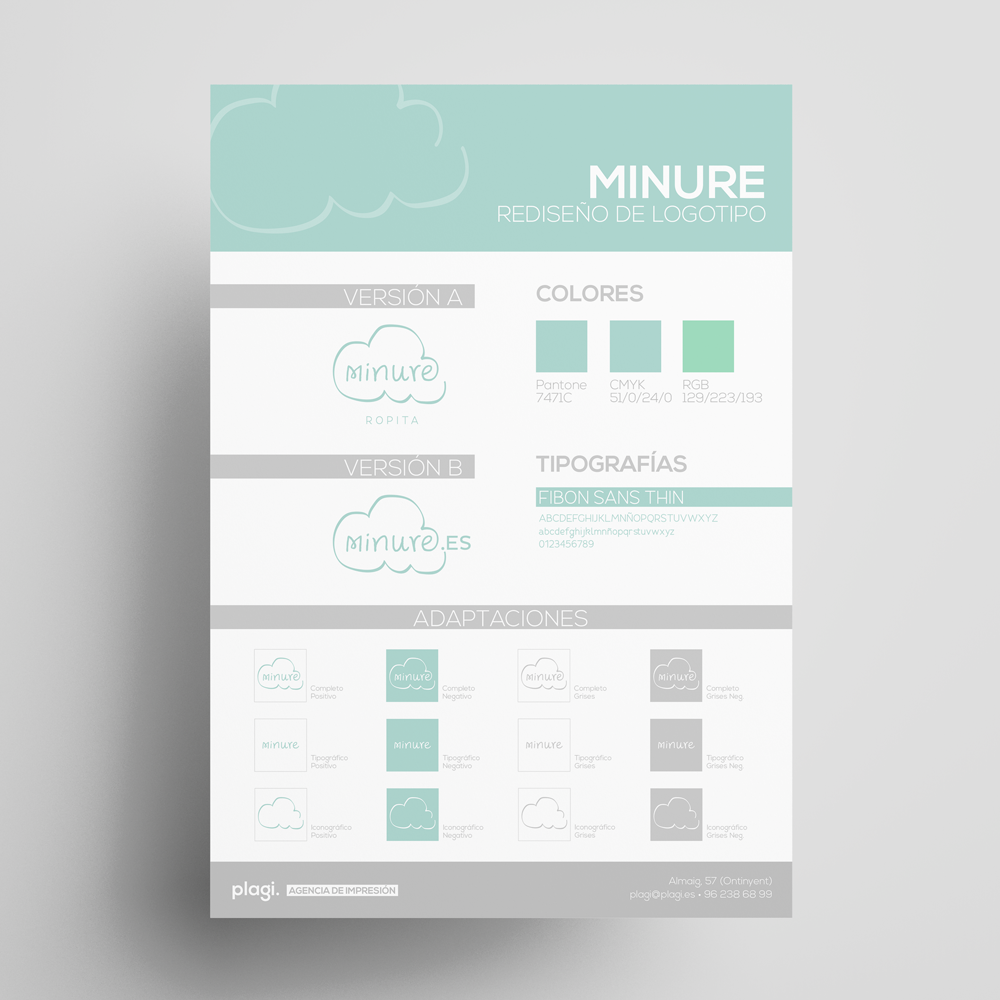 MINURE
REDISEÑO DE LOGOTIPO
VERSIÓN A
minure
ROPITA
COLORES
Pantone
7471C
CMYK
51/0/24/0
RGB
129/223/193
VERSIÓN B
minure.ES
TIPOGRAFÍAS
FIBON SANS THIN
ABCDEFGHIJKLMNÑOPQRSTUVWXYZ
abcdefghijklmnñopqrstuvwxyz
0123456789
ADAPTACIONES
minure
Completo
Positivo
minure
Completo
Negativo
minure
Completo
Grises
minure
Completo
Grises Neg.
minure
Tipográfico
Positivo
minure
Tipográfico
Negativo
minure
Tipográfico
Grises
minure
Tipográfico
Grises Neg.
Iconográfico
Positivo
Iconográfico
Negativo
Iconográfico
Grises
Iconográfico
Grises Neg.
plagi. AGENCIA DE IMPRESIÓN
Almaig, 57 (Ontinyent)
plagi@plagi.es • 96 238 68 99